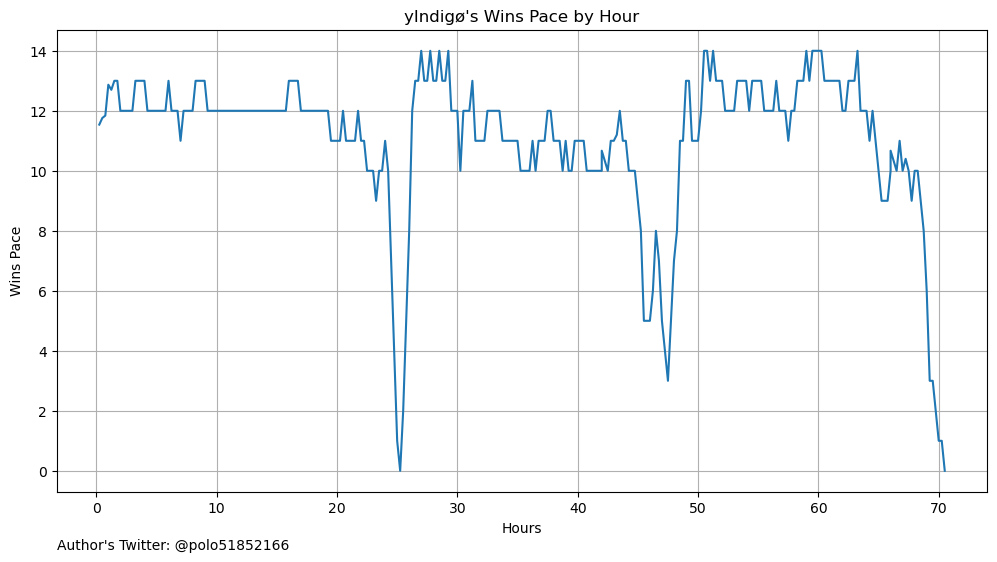 yIndigø's Wins Pace by Hour
14
12
10
8
6
4
2
0
Wins Pace
0 10 20 30 40 50 60 70
Hours
Author's Twitter: @polo51852166